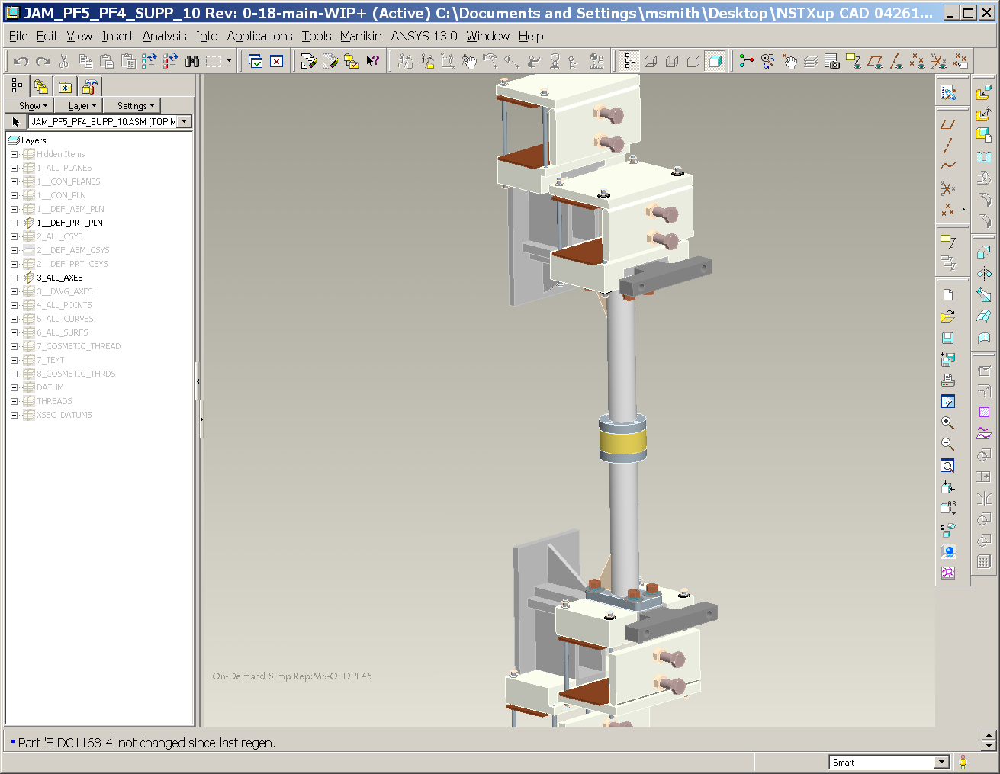 JAM_PF5_PF4_SUPP_10 Rev: 0-18-main-WIP+ (Active) C:\Documents and Settings\msmith\Desktop\NSTXup CAD 04261...
File Edit View Insert Analysis Info Applications Tools Manikin ANSYS 13.0 Window Help
Show Layer Settings
JAM_PF5_PF4_SUPP_10.ASM (TOP M
Layers
Hidden Items
1_ALL_PLANES
1__CON_PLANES
1__CON_PLN
1__DEF_ASM_PLN
1__DEF_PRT_PLN
2_ALL_CSYS
2__DEF_ASM_CSYS
2__DEF_PRT_CSYS
3_ALL_AXES
3__DWG_AXES
4_ALL_POINTS
5_ALL_CURVES
6_ALL_SURFS
7_COSMETIC_THREAD
7_TEXT
8_COSMETIC_THRDS
DATUM
THREADS
XSEC_DATUMS
AB
On-Demand Simp Rep:MS-OLDPF45
Part 'E-DC1168-4' not changed since last regen.
Smart